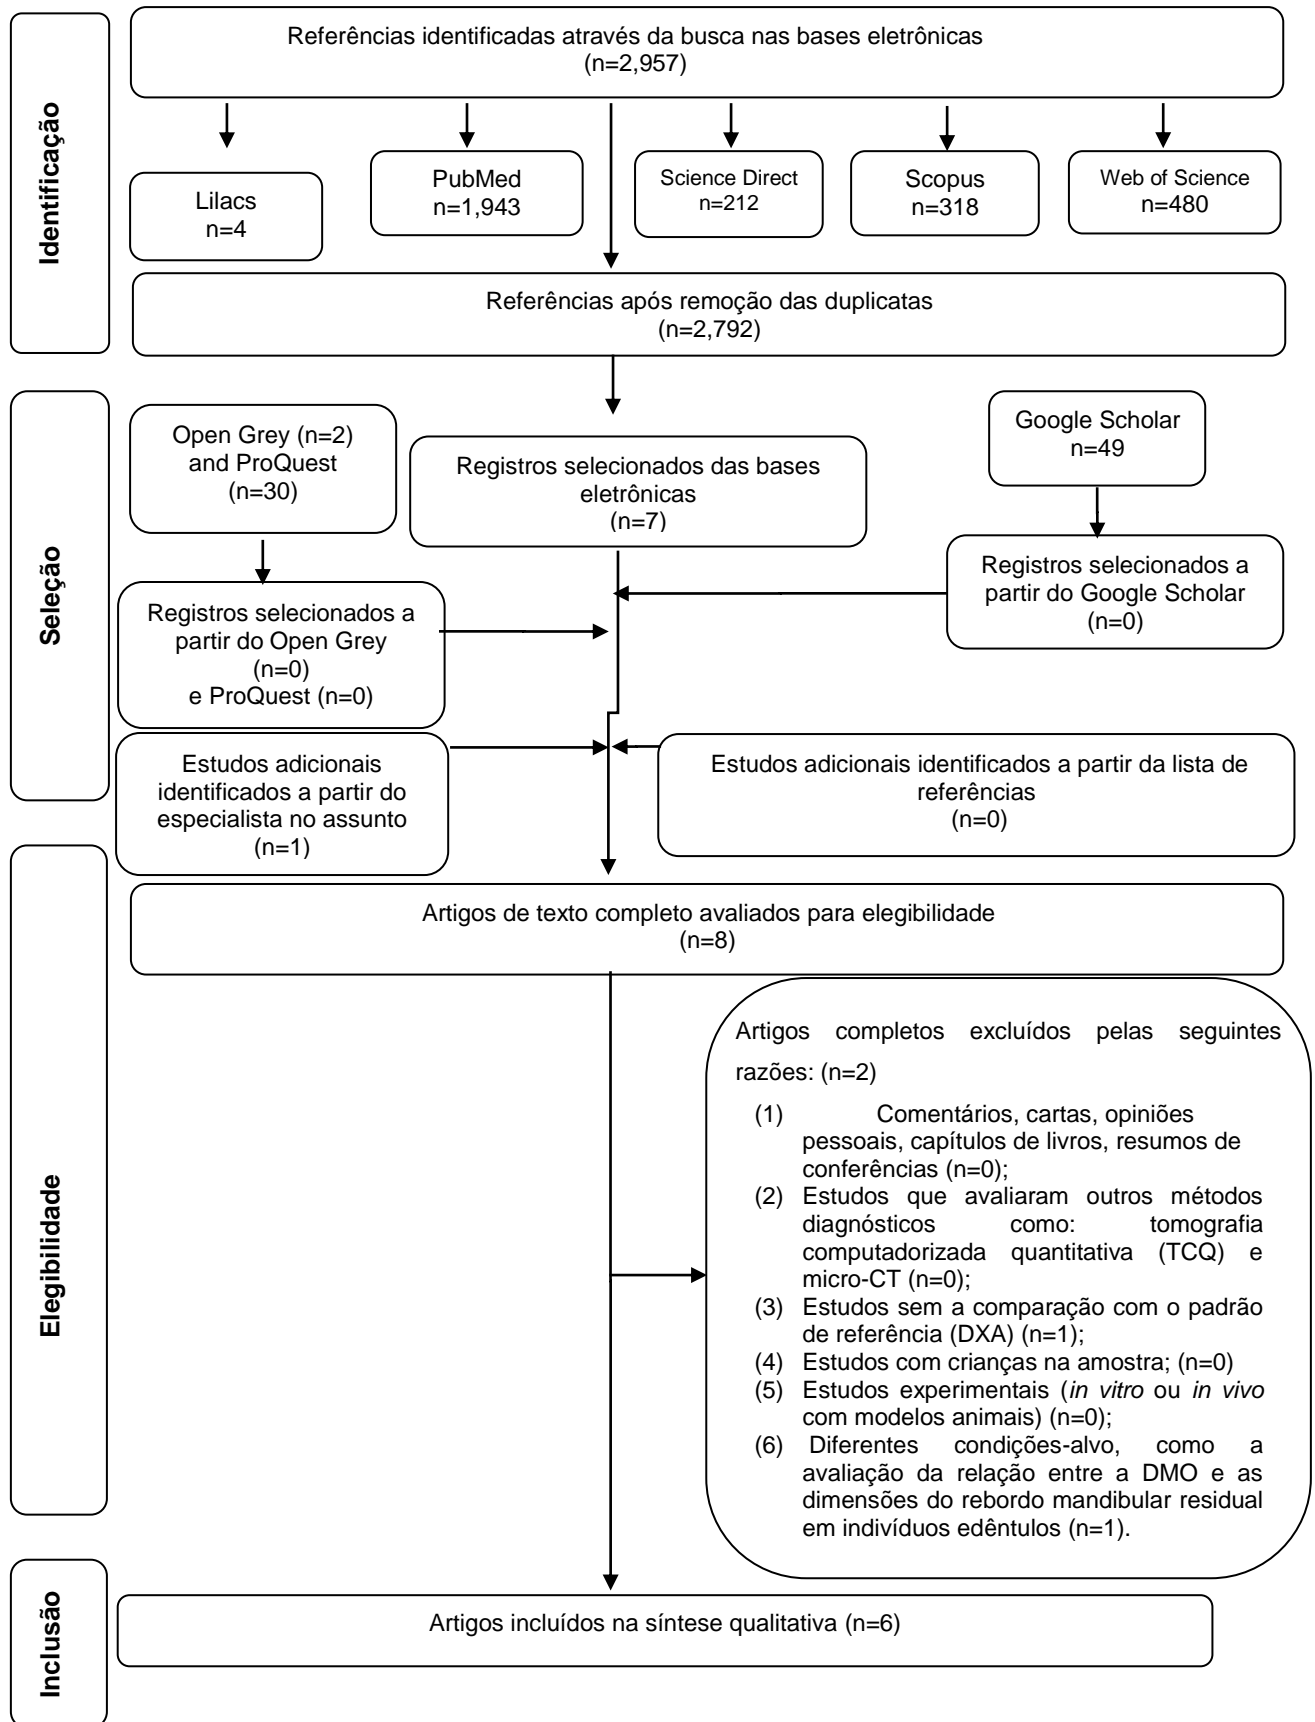 Identificação
Referências identificadas através da busca nas bases eletrônicas
(n=2,957)
Lilacs
n=4
PubMed
n=1,943
Science Direct
n=212
Scopus
n=318
Web of Science
n=480
Referências após remoção das duplicatas
(n=2,792)
Seleção
Open Grey (n=2)
and ProQuest
(n=30)
Registros selecionados das bases
eletrônicas
(n=7)
Google Scholar
n=49
Registros selecionados a
partir do Open Grey
(n=0)
e ProQuest (n=0)
Registros selecionados a
partir do Google Scholar
(n=0)
Estudos adicionais
identificados a partir do
especialista no assunto
(n=1)
Estudos adicionais identificados a partir da lista de
referências
(n=0)
Elegibilidade
Artigos de texto completo avaliados para elegibilidade
(n=8)
Artigos completos excluídos pelas seguintes
razões: (n=2)
(1) Comentários, cartas, opiniões
pessoais, capítulos de livros, resumos de
conferências (n=0);
(2) Estudos que avaliaram outros métodos
diagnósticos como: tomografia
computadorizada quantitativa (TCQ) e
micro-CT (n=0);
(3) Estudos sem a comparação com o padrão
de referência (DXA) (n=1);
(4) Estudos com crianças na amostra; (n=0)
(5) Estudos experimentais (in vitro ou in vivo
com modelos animais) (n=0);
(6) Diferentes condições-alvo, como a
avaliação da relação entre a DMO e as
dimensões do rebordo mandibular residual
em indivíduos edêntulos (n=1).
Inclusão
Artigos incluídos na síntese qualitativa (n=6)